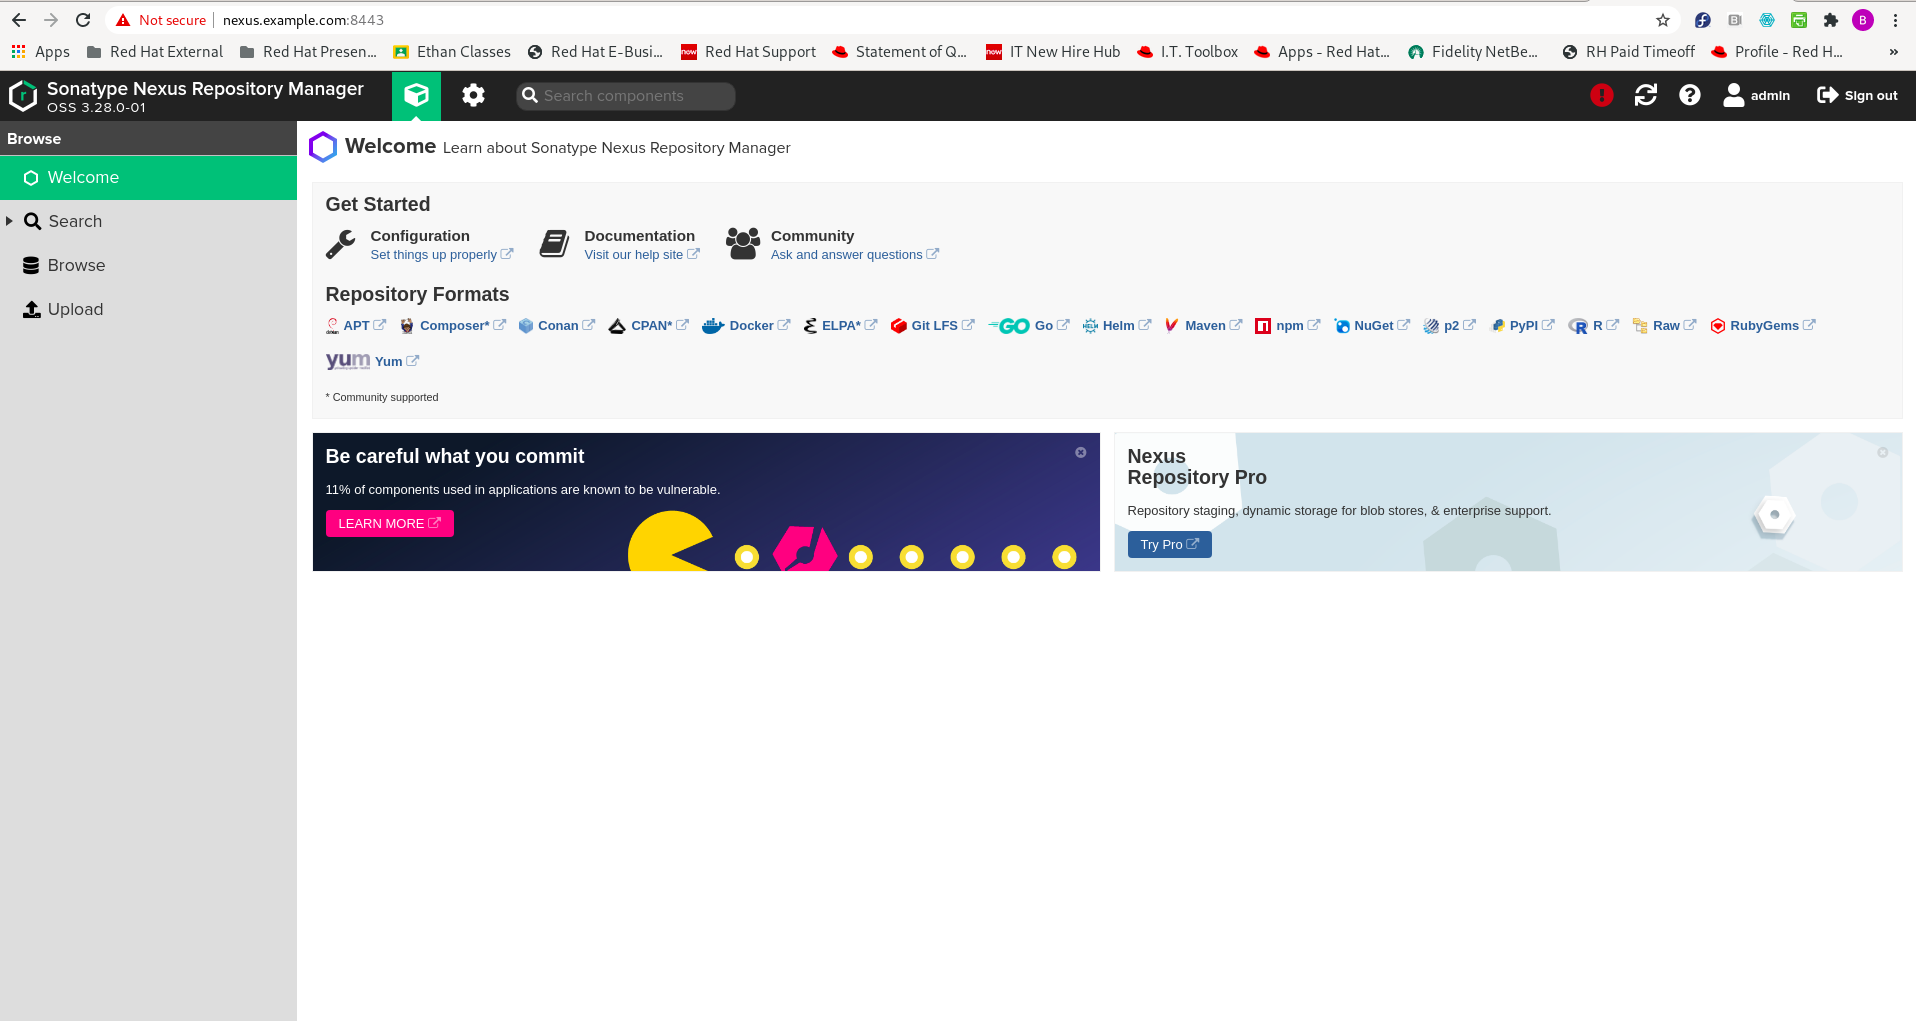 Not secure nexus.example.com:8443
Apps Red Hat External Red Hat Presen... Ethan Classes Red Hat E-Busi... Red Hat Support Statement of Q... IT New Hire Hub I.T. Toolbox Apps - Red Hat... Fidelity NetBe... RH Paid Timeoff Profile - Red H... »
Sonatype Nexus Repository Manager
OSS 3.28.0-01
Search components
admin Sign out
Browse
Welcome
Search
Browse
Upload
Welcome Learn about Sonatype Nexus Repository Manager
Get Started
Configuration
Set things up properly
Documentation
Visit our help site
Community
Ask and answer questions
Repository Formats
APT Composer* Conan CPAN* Docker ELPA* Git LFS GO Go HELM Helm Maven npm NuGet p2 PyPI R R Raw RubyGems
yum Yum
* Community supported
Be careful what you commit
11% of components used in applications are known to be vulnerable.
LEARN MORE
Nexus
Repository Pro
Repository staging, dynamic storage for blob stores, & enterprise support.
Try Pro